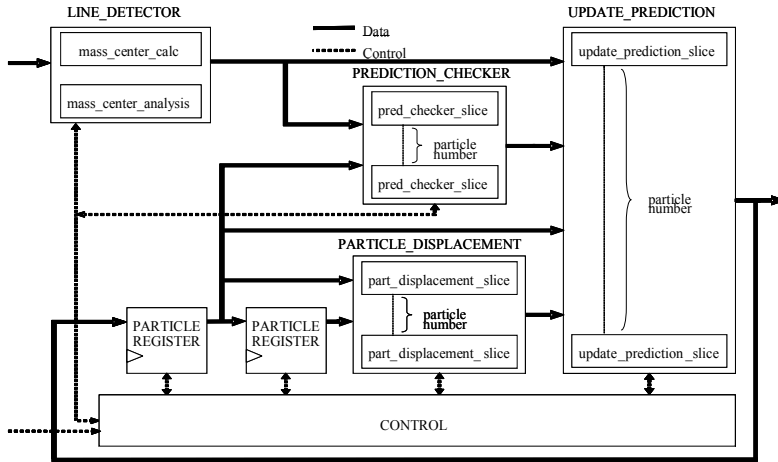 LINE_DETECTOR
UPDATE_PREDICTION
Data
Control
mass_center_calc
mass_center_analysis
update_prediction_slice
PREDICTION_CHECKER
pred_checker_slice
particle
number
pred_checker_slice
particle
number
PARTICLE_DISPLACEMENT
part_displacement_slice
particle
number
part_displacement_slice
PARTICLE
REGISTER
PARTICLE
REGISTER
update_prediction_slice
CONTROL